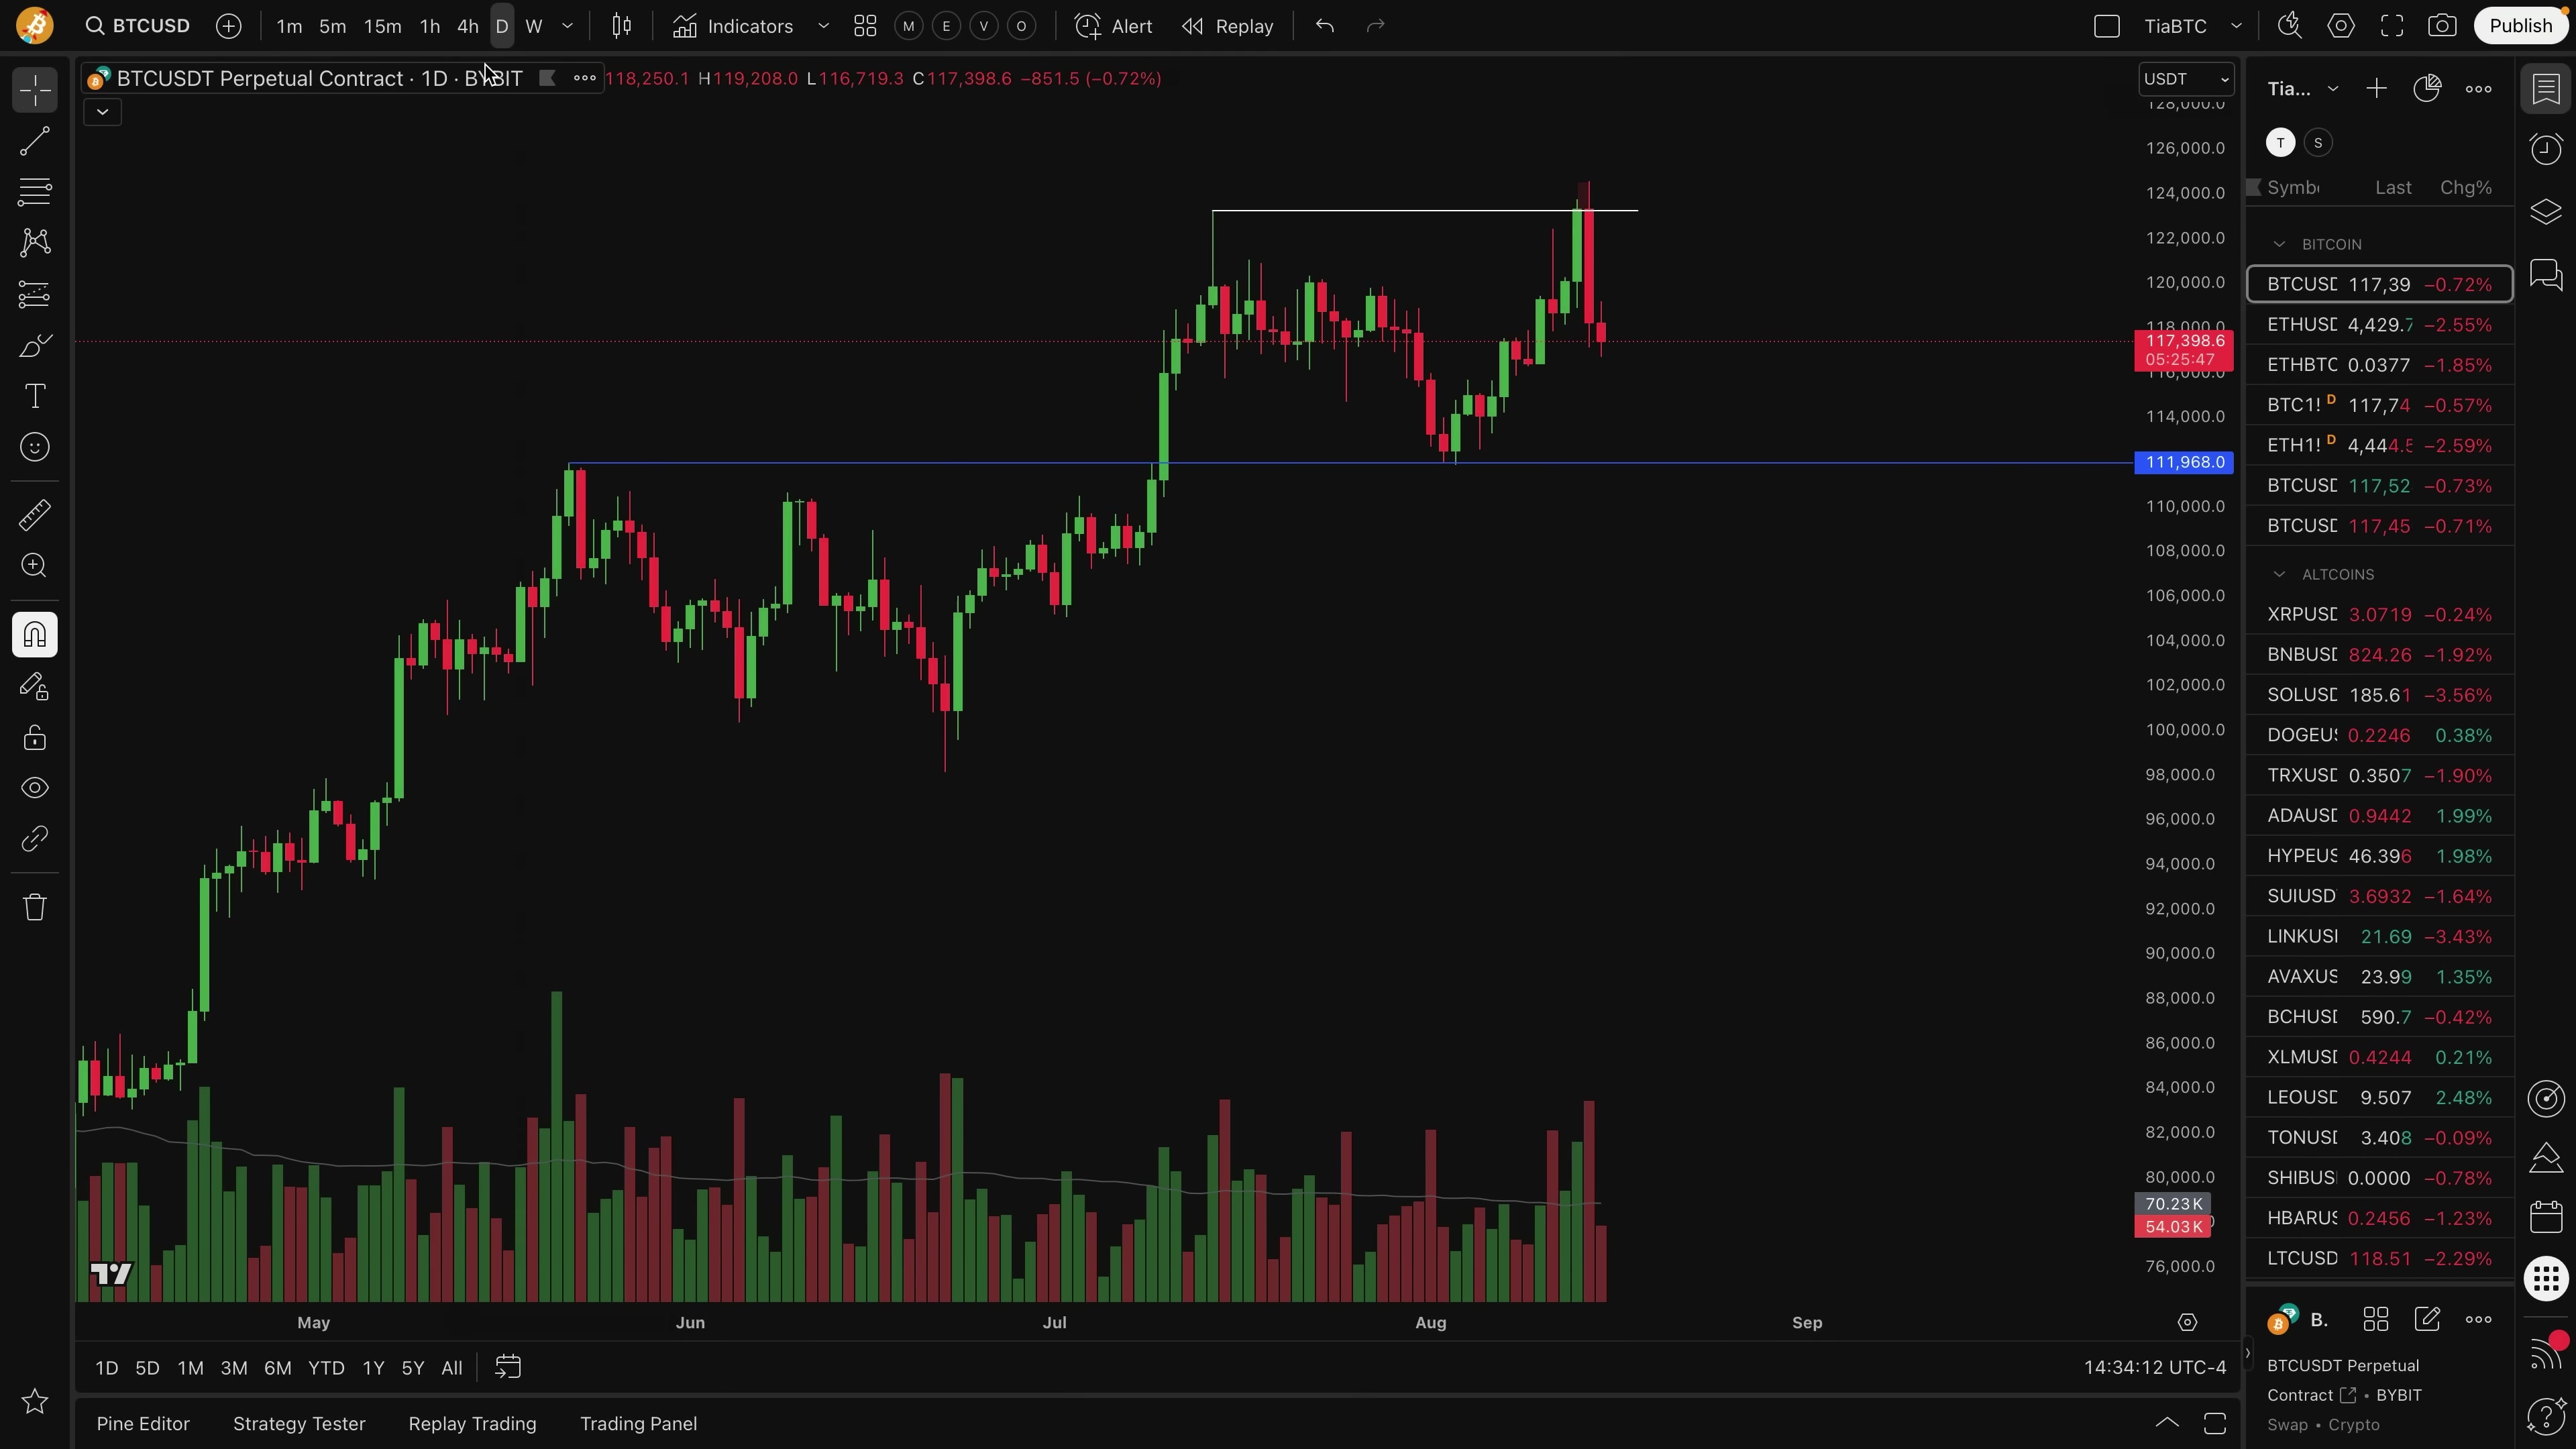 BTCUSD 1m 5m 15m 1h 4h D W Indicators M E V O Alert Replay TiaBTC Publish
BTCUSDT Perpetual Contract · 1D · BYBIT 118,250.1 H119,208.0 L116,719.3 C117,398.6 −851.5 (−0.72%)
USDT
128,000.0
126,000.0
124,000.0
122,000.0
120,000.0
118,000.0
117,398.6
05:25:47
116,000.0
114,000.0
111,968.0
110,000.0
108,000.0
106,000.0
104,000.0
102,000.0
100,000.0
98,000.0
96,000.0
94,000.0
92,000.0
90,000.0
88,000.0
86,000.0
84,000.0
82,000.0
80,000.0
70.23K
54.03K
76,000.0
May Jun Jul Aug Sep
1D 5D 1M 3M 6M YTD 1Y 5Y All 14:34:12 UTC-4
Pine Editor Strategy Tester Replay Trading Trading Panel
Tia...
T S
Symb Last Chg%
BITCOIN
BTCUSD 117,39 −0.72%
ETHUSD 4,429.7 −2.55%
ETHBTC 0.0377 −1.85%
BTC1! D 117,74 −0.57%
ETH1! D 4,444.5 −2.59%
BTCUSD 117,52 −0.73%
BTCUSD 117,45 −0.71%
ALTCOINS
XRPUSD 3.0719 −0.24%
BNBUSD 824.26 −1.92%
SOLUSD 185.61 −3.56%
DOGEUS 0.2246 0.38%
TRXUSD 0.3507 −1.90%
ADAUSD 0.9442 1.99%
HYPEUS 46.396 1.98%
SUIUSD 3.6932 −1.64%
LINKUSI 21.69 −3.43%
AVAXUS 23.99 1.35%
BCHUSD 590.7 −0.42%
XLMUSD 0.4244 0.21%
LEOUSD 9.507 2.48%
TONUSD 3.408 −0.09%
SHIBUS 0.0000 −0.78%
HBARUS 0.2456 −1.23%
LTCUSD 118.51 −2.29%
B.
BTCUSDT Perpetual
Contract • BYBIT
Swap • Crypto